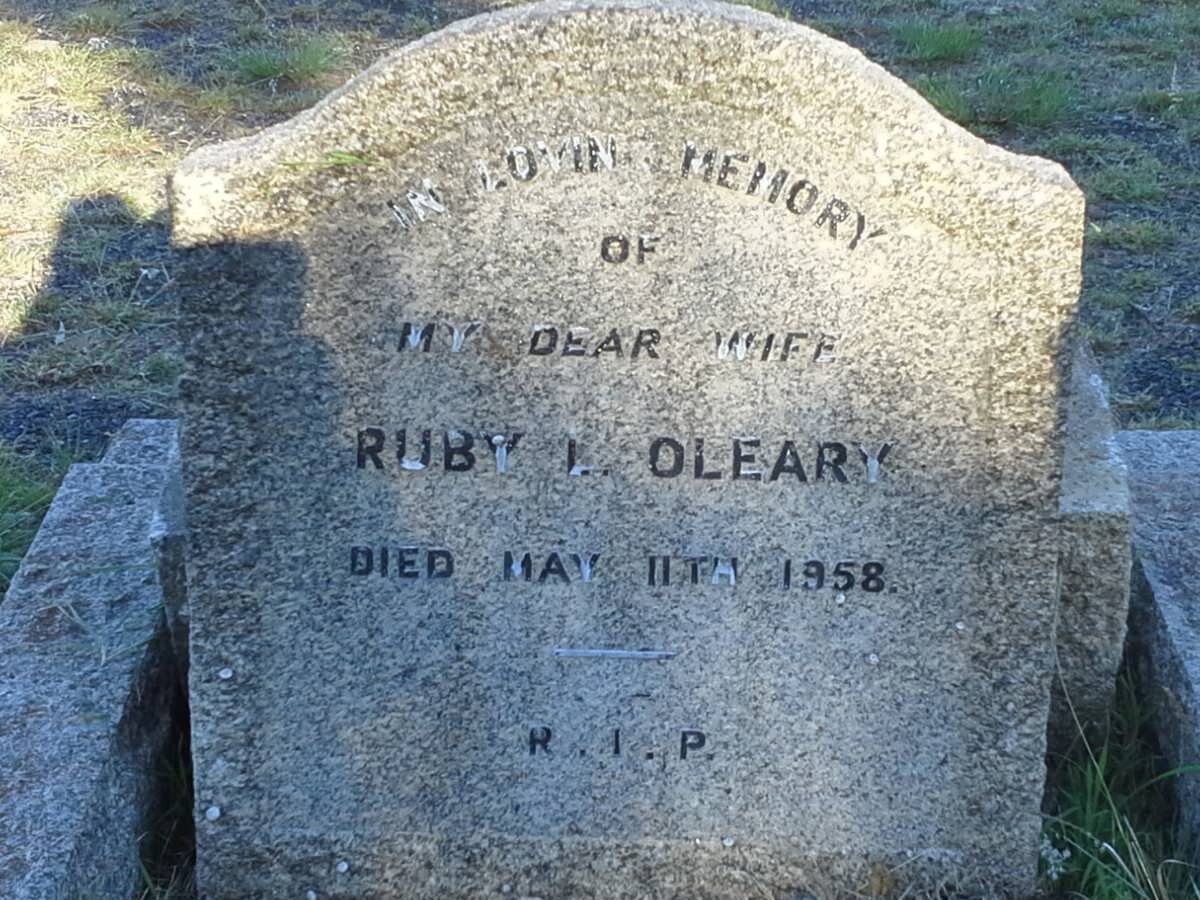 IN LOVIN MEMORY
OF
MY DEAR WIFE
RUBY L. OLEARY
DIED MAY 11TH 1958.
R.I.P.